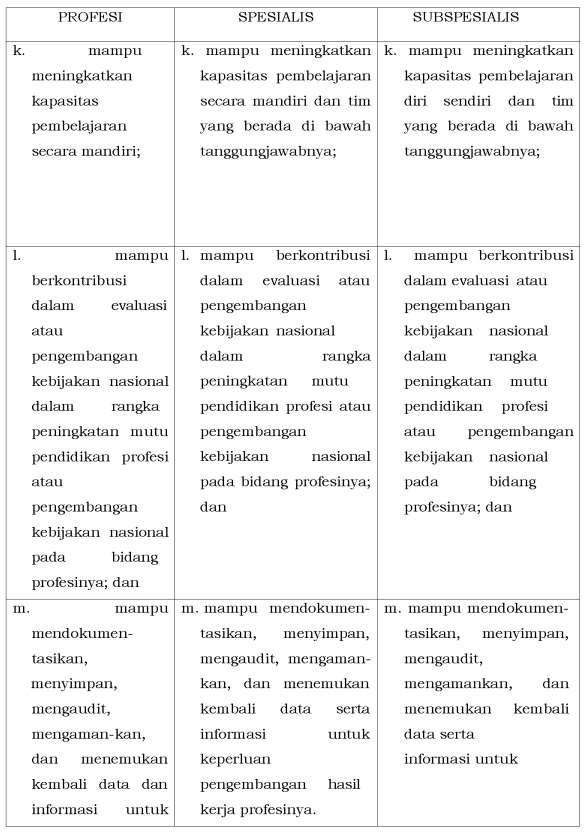 PROFESI
SPESIALIS
SUBSPESIALIS
k. mampu
meningkatkan
kapasitas
pembelajaran
secara mandiri;
k. mampu meningkatkan
kapasitas pembelajaran
secara mandiri dan tim
yang berada di bawah
tanggungjawabnya;
k. mampu meningkatkan
kapasitas pembelajaran
diri sendiri dan tim
yang berada di bawah
tanggungjawabnya;
l. mampu
berkontribusi
dalam evaluasi
atau
pengembangan
kebijakan nasional
dalam rangka
peningkatan mutu
pendidikan profesi
atau
pengembangan
kebijakan nasional
pada bidang
profesinya; dan
l. mampu berkontribusi
dalam evaluasi atau
pengembangan
kebijakan nasional
dalam rangka
peningkatan mutu
pendidikan profesi atau
pengembangan
kebijakan nasional
pada bidang profesinya;
dan
l. mampu berkontribusi
dalam evaluasi atau
pengembangan
kebijakan nasional
dalam rangka
peningkatan mutu
pendidikan profesi
atau pengembangan
kebijakan nasional
pada bidang
profesinya; dan
m. mampu
mendokumen-
tasikan,
menyimpan,
mengaudit,
mengaman-kan,
dan menemukan
kembali data dan
informasi untuk
m. mampu mendokumen-
tasikan, menyimpan,
mengaudit, mengaman-
kan, dan menemukan
kembali data serta
informasi untuk
keperluan
pengembangan hasil
kerja profesinya.
m. mampu mendokumen-
tasikan, menyimpan,
mengaudit,
mengamankan, dan
menemukan kembali
data serta
informasi untuk